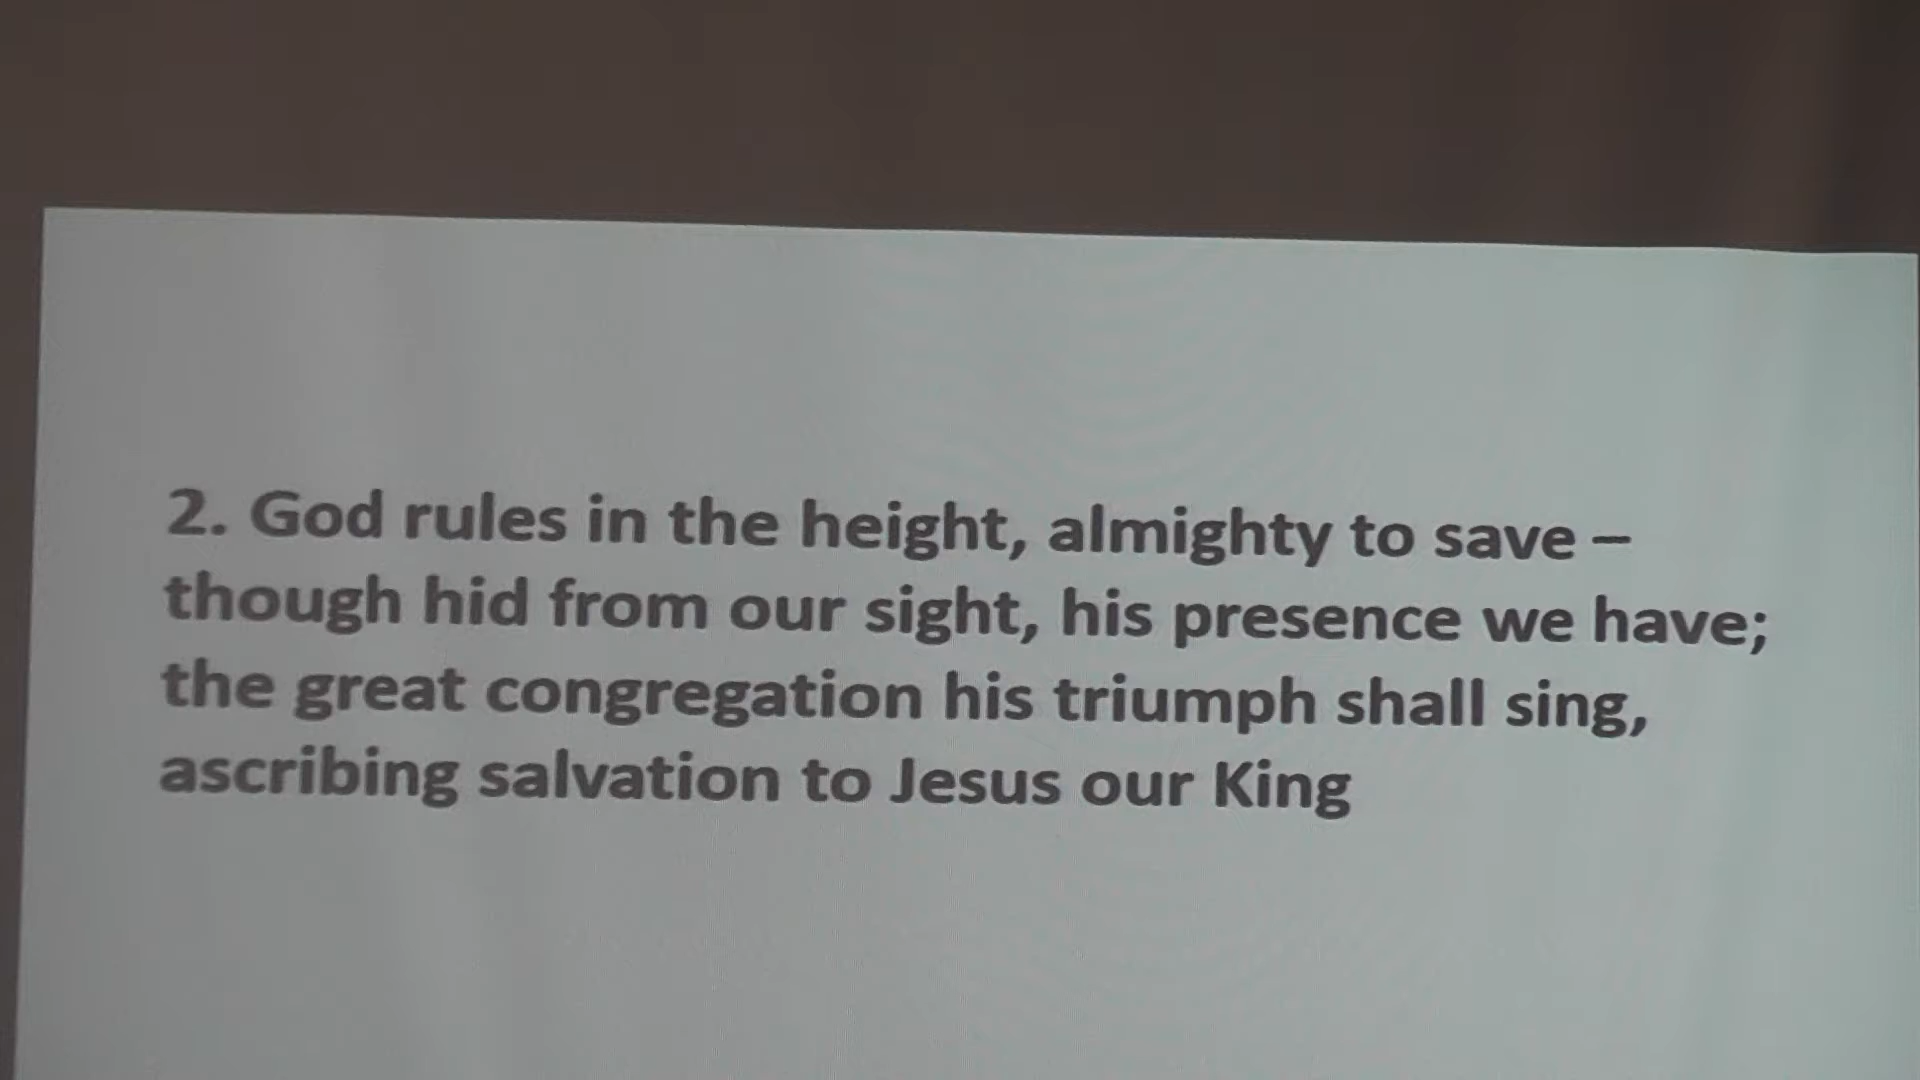 2. God rules in the height, almighty to save –
though hid from our sight, his presence we have;
the great congregation his triumph shall sing,
ascribing salvation to Jesus our King